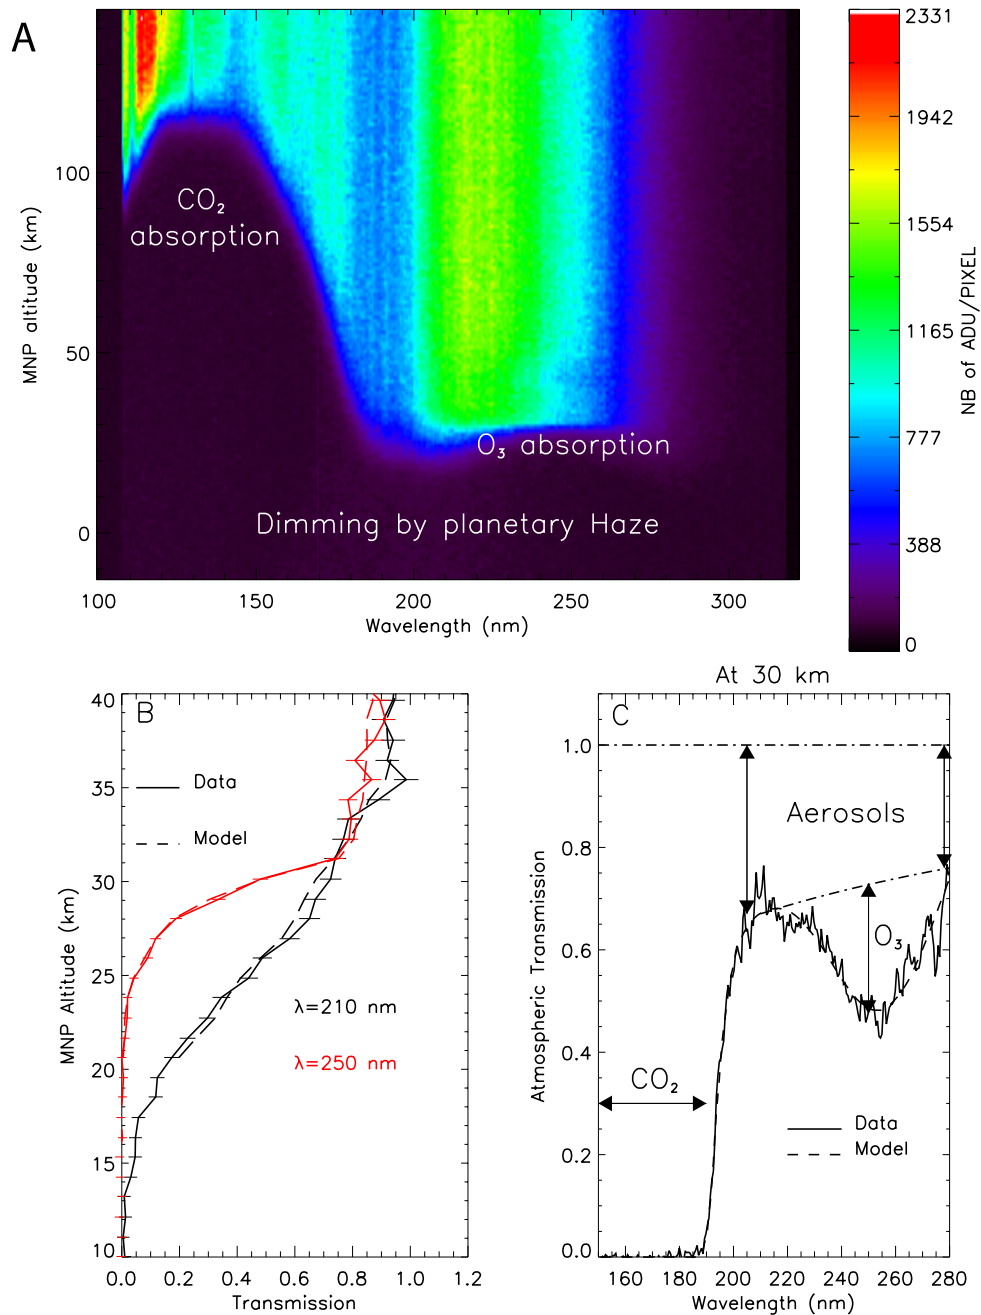 A
MNP altitude (km)
100
50
0
CO₂
absorption
O₃ absorption
Dimming by planetary Haze
100 150 200 250 300
Wavelength (nm)
2331
1942
1554
1165
777
388
0
NB of ADU/PIXEL
B
MNP Altitude (km)
40
35
30
25
20
15
10
Data
Model
λ=210 nm
λ=250 nm
0.0 0.2 0.4 0.6 0.8 1.0 1.2
Transmission
At 30 km
C
Atmospheric Transmission
1.0
0.8
0.6
0.4
0.2
0.0
Aerosols
O₃
CO₂
Data
Model
160 180 200 220 240 260 280
Wavelength (nm)